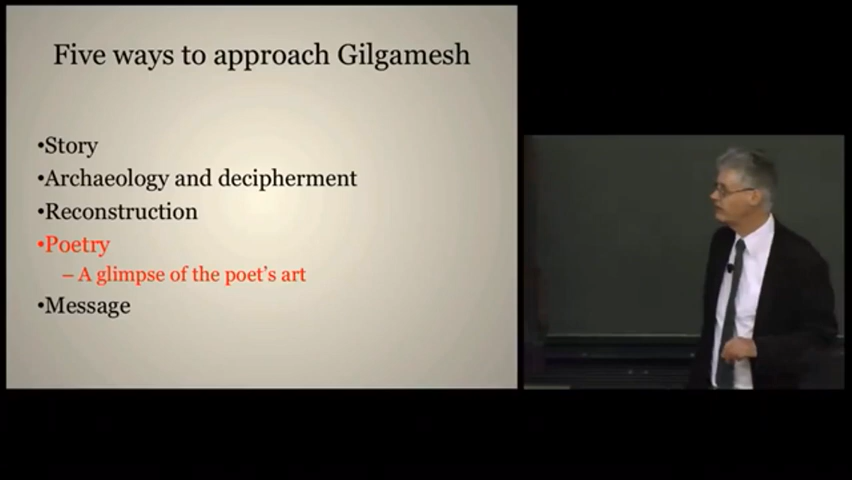 Five ways to approach Gilgamesh
•Story
•Archaeology and decipherment
•Reconstruction
•Poetry
– A glimpse of the poet's art
•Message